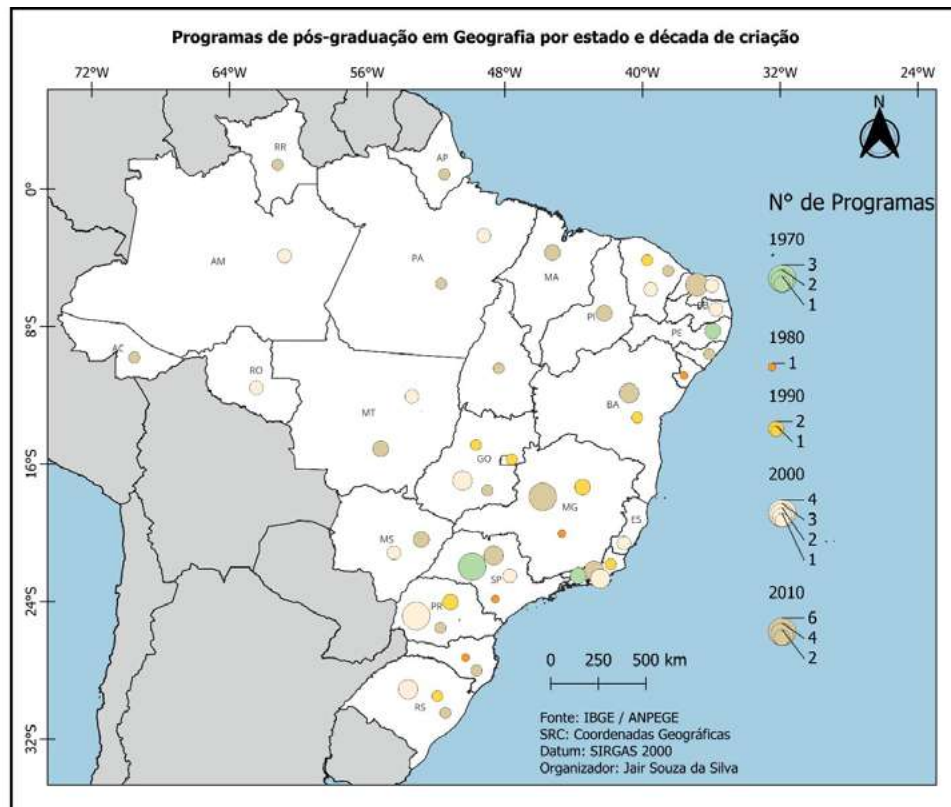 Programas de pós-graduação em Geografia por estado e década de criação
72°W 64°W 56°W 48°W 40°W 32°W 24°W
N
RR
AP
0°
AM
PA
MA
PI
PB
PE
8°S
AC
RO
MT
BA
16°S
GO
MG
ES
MS
SP
24°S
PR
RS
32°S
N° de Programas
1970
3
2
1
1980
1
1990
2
1
2000
4
3
2
1
2010
6
4
2
0 250 500 km
Fonte: IBGE / ANPEGE
SRC: Coordenadas Geográficas
Datum: SIRGAS 2000
Organizador: Jair Souza da Silva